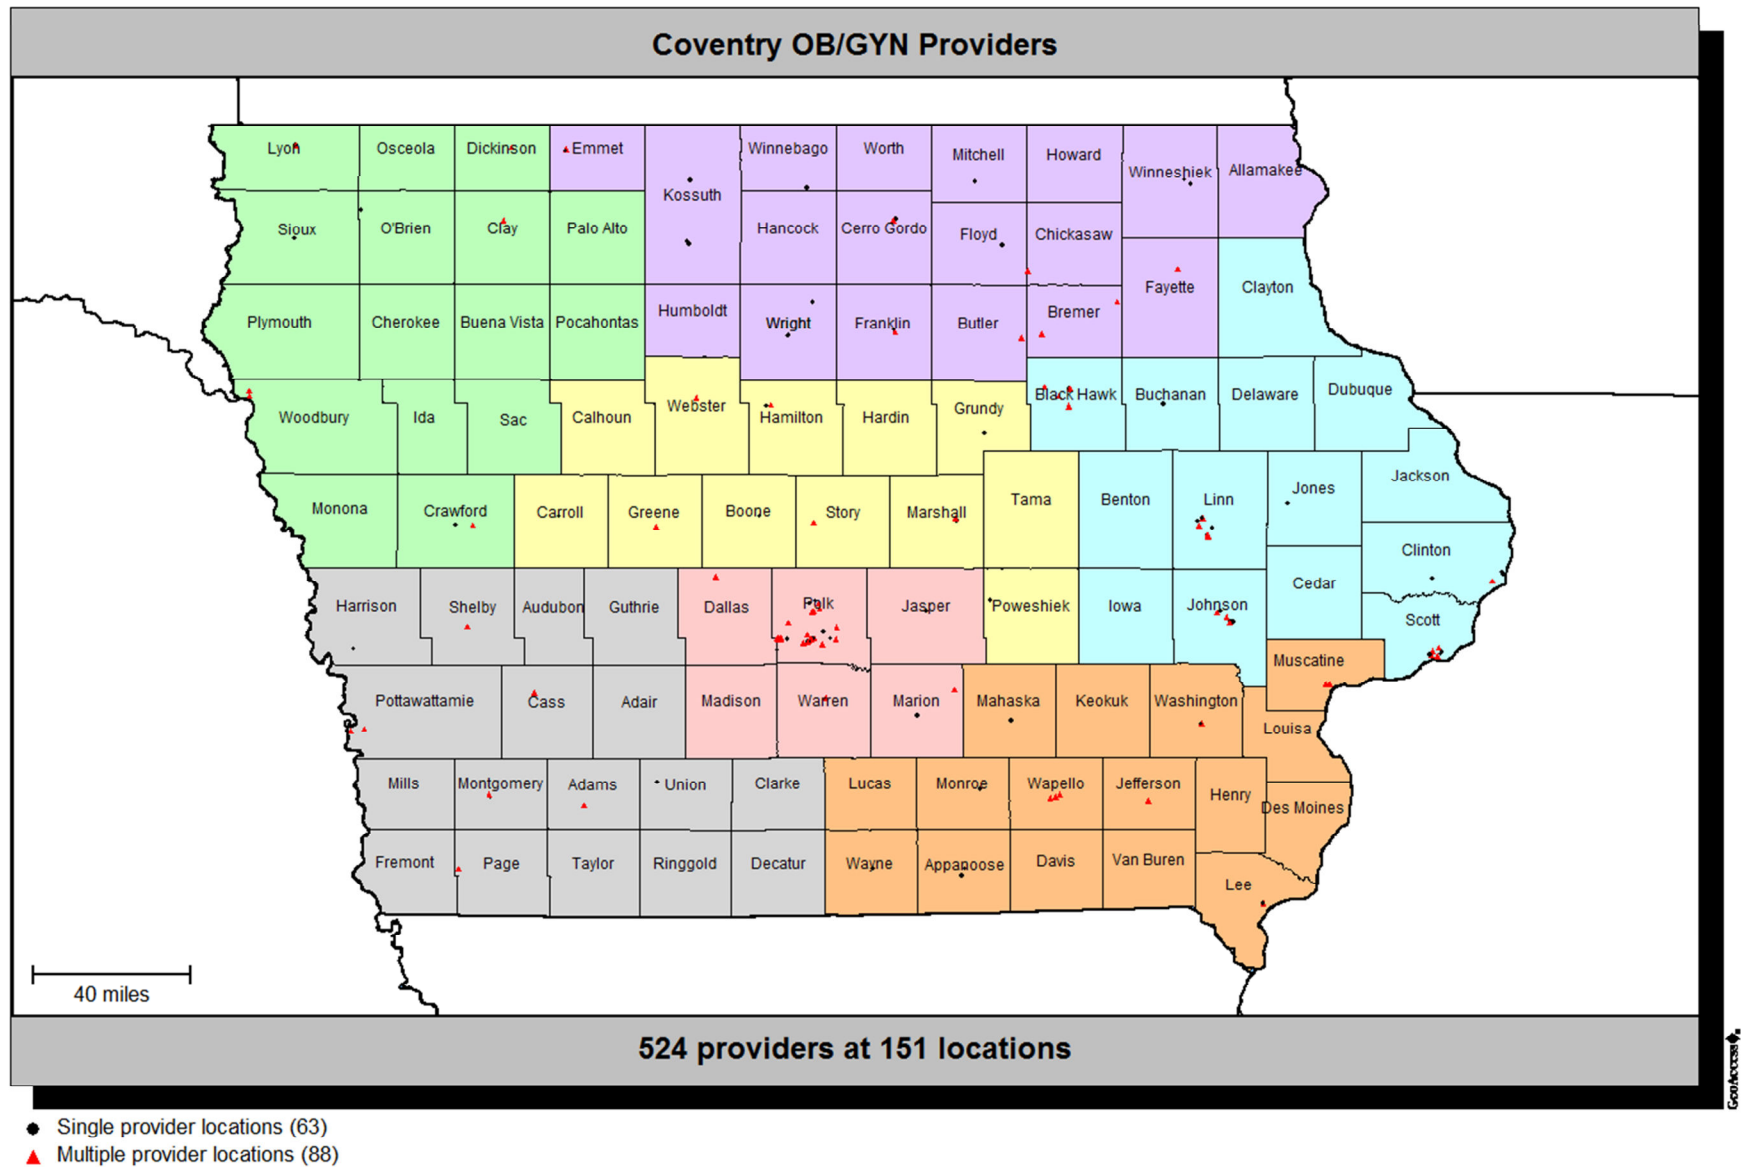 Coventry OB/GYN Providers
Lyon Osceola Dickinson Emmet Winnebago Worth Mitchell Howard Winneshiek Allamakee
Kossuth
Sioux O'Brien Clay Palo Alto Hancock Cerro Gordo Floyd Chickasaw
Fayette Clayton
Plymouth Cherokee Buena Vista Pocahontas Humboldt Wright Franklin Butler Bremer
Woodbury Ida Sac Calhoun Webster Hamilton Hardin Grundy Black Hawk Buchanan Delaware Dubuque
Monona Crawford Carroll Greene Boone Story Marshall Tama Benton Linn Jones Jackson
Clinton
Harrison Shelby Audubon Guthrie Dallas Polk Jasper Poweshiek Iowa Johnson Cedar Scott
Muscatine
Pottawattamie Cass Adair Madison Warren Marion Mahaska Keokuk Washington Louisa
Mills Montgomery Adams Union Clarke Lucas Monroe Wapello Jefferson Henry Des Moines
Fremont Page Taylor Ringgold Decatur Wayne Appanoose Davis Van Buren Lee
40 miles
524 providers at 151 locations
GeoAccess
Single provider locations (63)
Multiple provider locations (88)